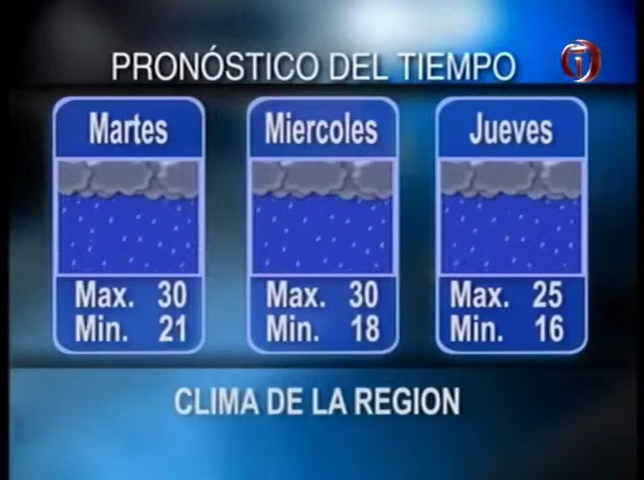 PRONÓSTICO DEL TIEMPO
Martes
Max. 30
Min. 21
Miercoles
Max. 30
Min. 18
Jueves
Max. 25
Min. 16
CLIMA DE LA REGION